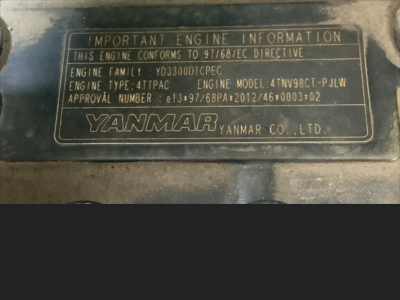 IMPORTANT ENGINE INFORMATION
THIS ENGINE CONFORMS TO 97/68/EC DIRECTIVE
ENGINE FAMILY : YD3300DICPEC
ENGINE TYPE:4TTPAC ENGINE MODEL:4TNV98CT-PJLW
APPROVAL NUMBER : e13*97/68PA*2012/46*0003*02
YANMAR YANMAR CO.,LTD.